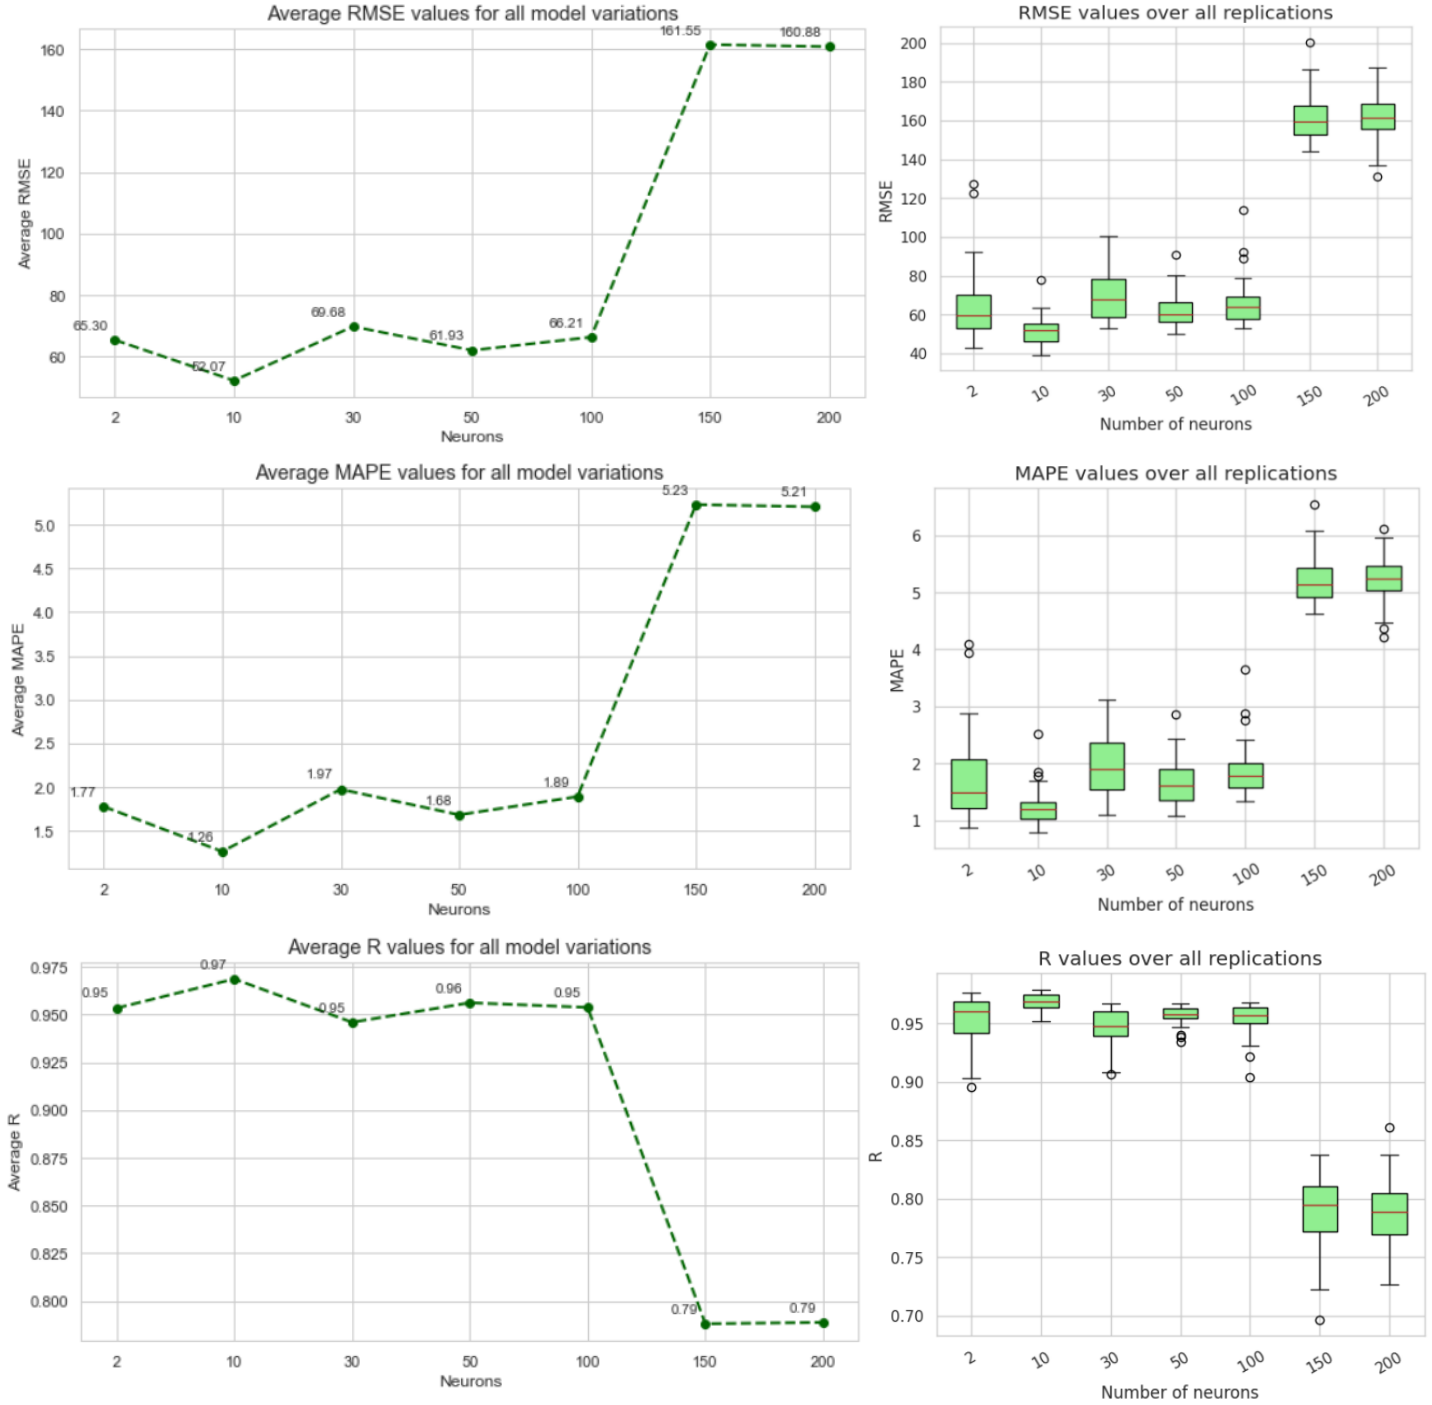 Average RMSE values for all model variations
Average RMSE
160
140
120
100
80
60
65.30
52.07
69.68
61.93
66.21
161.55
160.88
2 10 30 50 100 150 200
Neurons
RMSE values over all replications
RMSE
200
180
160
140
120
100
80
60
40
2 10 30 50 100 150 200
Number of neurons
Average MAPE values for all model variations
Average MAPE
5.0
4.5
4.0
3.5
3.0
2.5
2.0
1.5
1.77
1.26
1.97
1.68
1.89
5.23
5.21
2 10 30 50 100 150 200
Neurons
MAPE values over all replications
MAPE
6
5
4
3
2
1
2 10 30 50 100 150 200
Number of neurons
Average R values for all model variations
Average R
0.975
0.950
0.925
0.900
0.875
0.850
0.825
0.800
0.95
0.97
0.95
0.96
0.95
0.79
0.79
2 10 30 50 100 150 200
Neurons
R values over all replications
R
0.95
0.90
0.85
0.80
0.75
0.70
2 10 30 50 100 150 200
Number of neurons